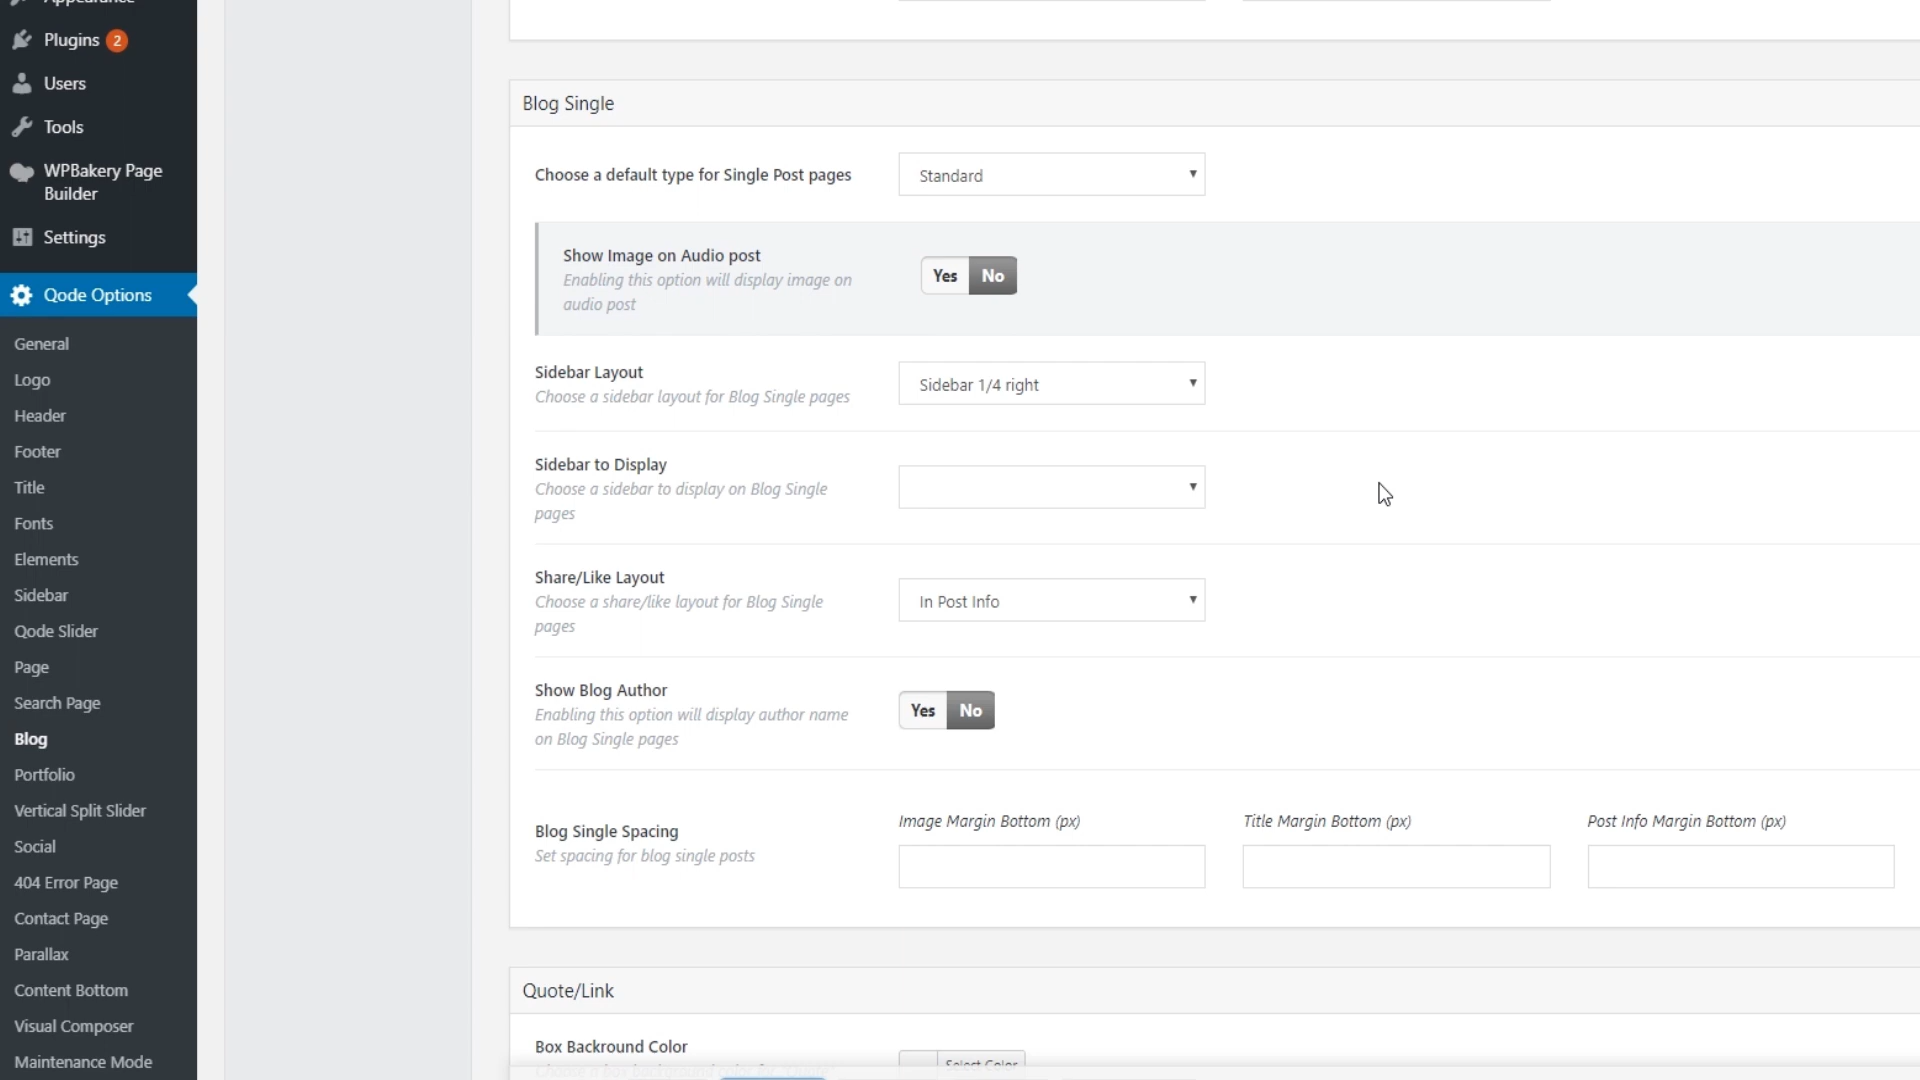 Appearance
Plugins 2
Users
Tools
WPBakery Page
Builder
Settings
Qode Options
General
Logo
Header
Footer
Title
Fonts
Elements
Sidebar
Qode Slider
Page
Search Page
Blog
Portfolio
Vertical Split Slider
Social
404 Error Page
Contact Page
Parallax
Content Bottom
Visual Composer
Maintenance Mode
Blog Single
Choose a default type for Single Post pages
Standard
Show Image on Audio post
Enabling this option will display image on
audio post
Yes No
Sidebar Layout
Choose a sidebar layout for Blog Single pages
Sidebar 1/4 right
Sidebar to Display
Choose a sidebar to display on Blog Single
pages
Share/Like Layout
Choose a share/like layout for Blog Single
pages
In Post Info
Show Blog Author
Enabling this option will display author name
on Blog Single pages
Yes No
Blog Single Spacing
Set spacing for blog single posts
Image Margin Bottom (px)
Title Margin Bottom (px)
Post Info Margin Bottom (px)
Quote/Link
Box Backround Color
Select Color